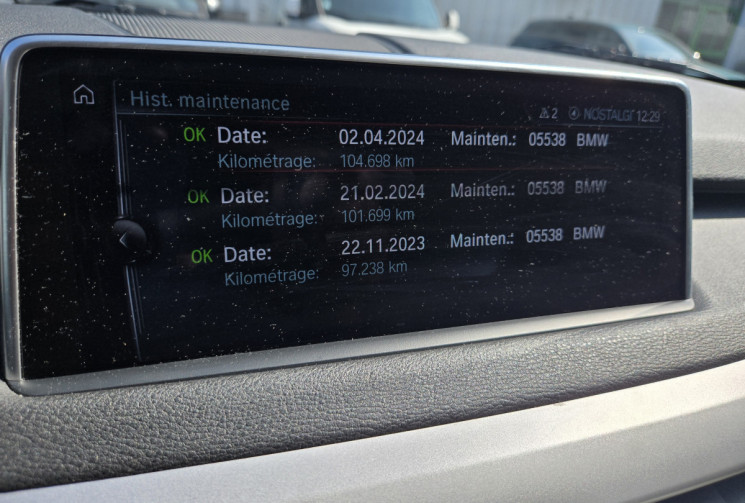 Hist. maintenance
2 NOSTALGI 12:29
OK Date: 02.04.2024 Mainten.: 05538 BMW
Kilométrage: 104.698 km
OK Date: 21.02.2024 Mainten.: 05538 BMW
Kilométrage: 101.699 km
OK Date: 22.11.2023 Mainten.: 05538 BMW
Kilométrage: 97.238 km